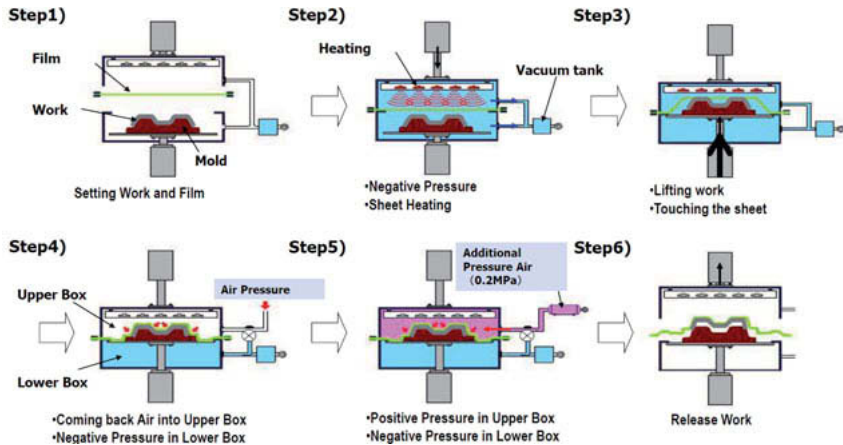 Step1)
Film
Work
Mold
Setting Work and Film
Step2)
Heating
Vacuum tank
•Negative Pressure
•Sheet Heating
Step3)
•Lifting work
•Touching the sheet
Step4)
Air Pressure
Upper Box
Lower Box
•Coming back Air into Upper Box
•Negative Pressure in Lower Box
Step5)
Additional
Pressure Air
(0.2MPa)
•Positive Pressure in Upper Box
•Negative Pressure in Lower Box
Step6)
Release Work